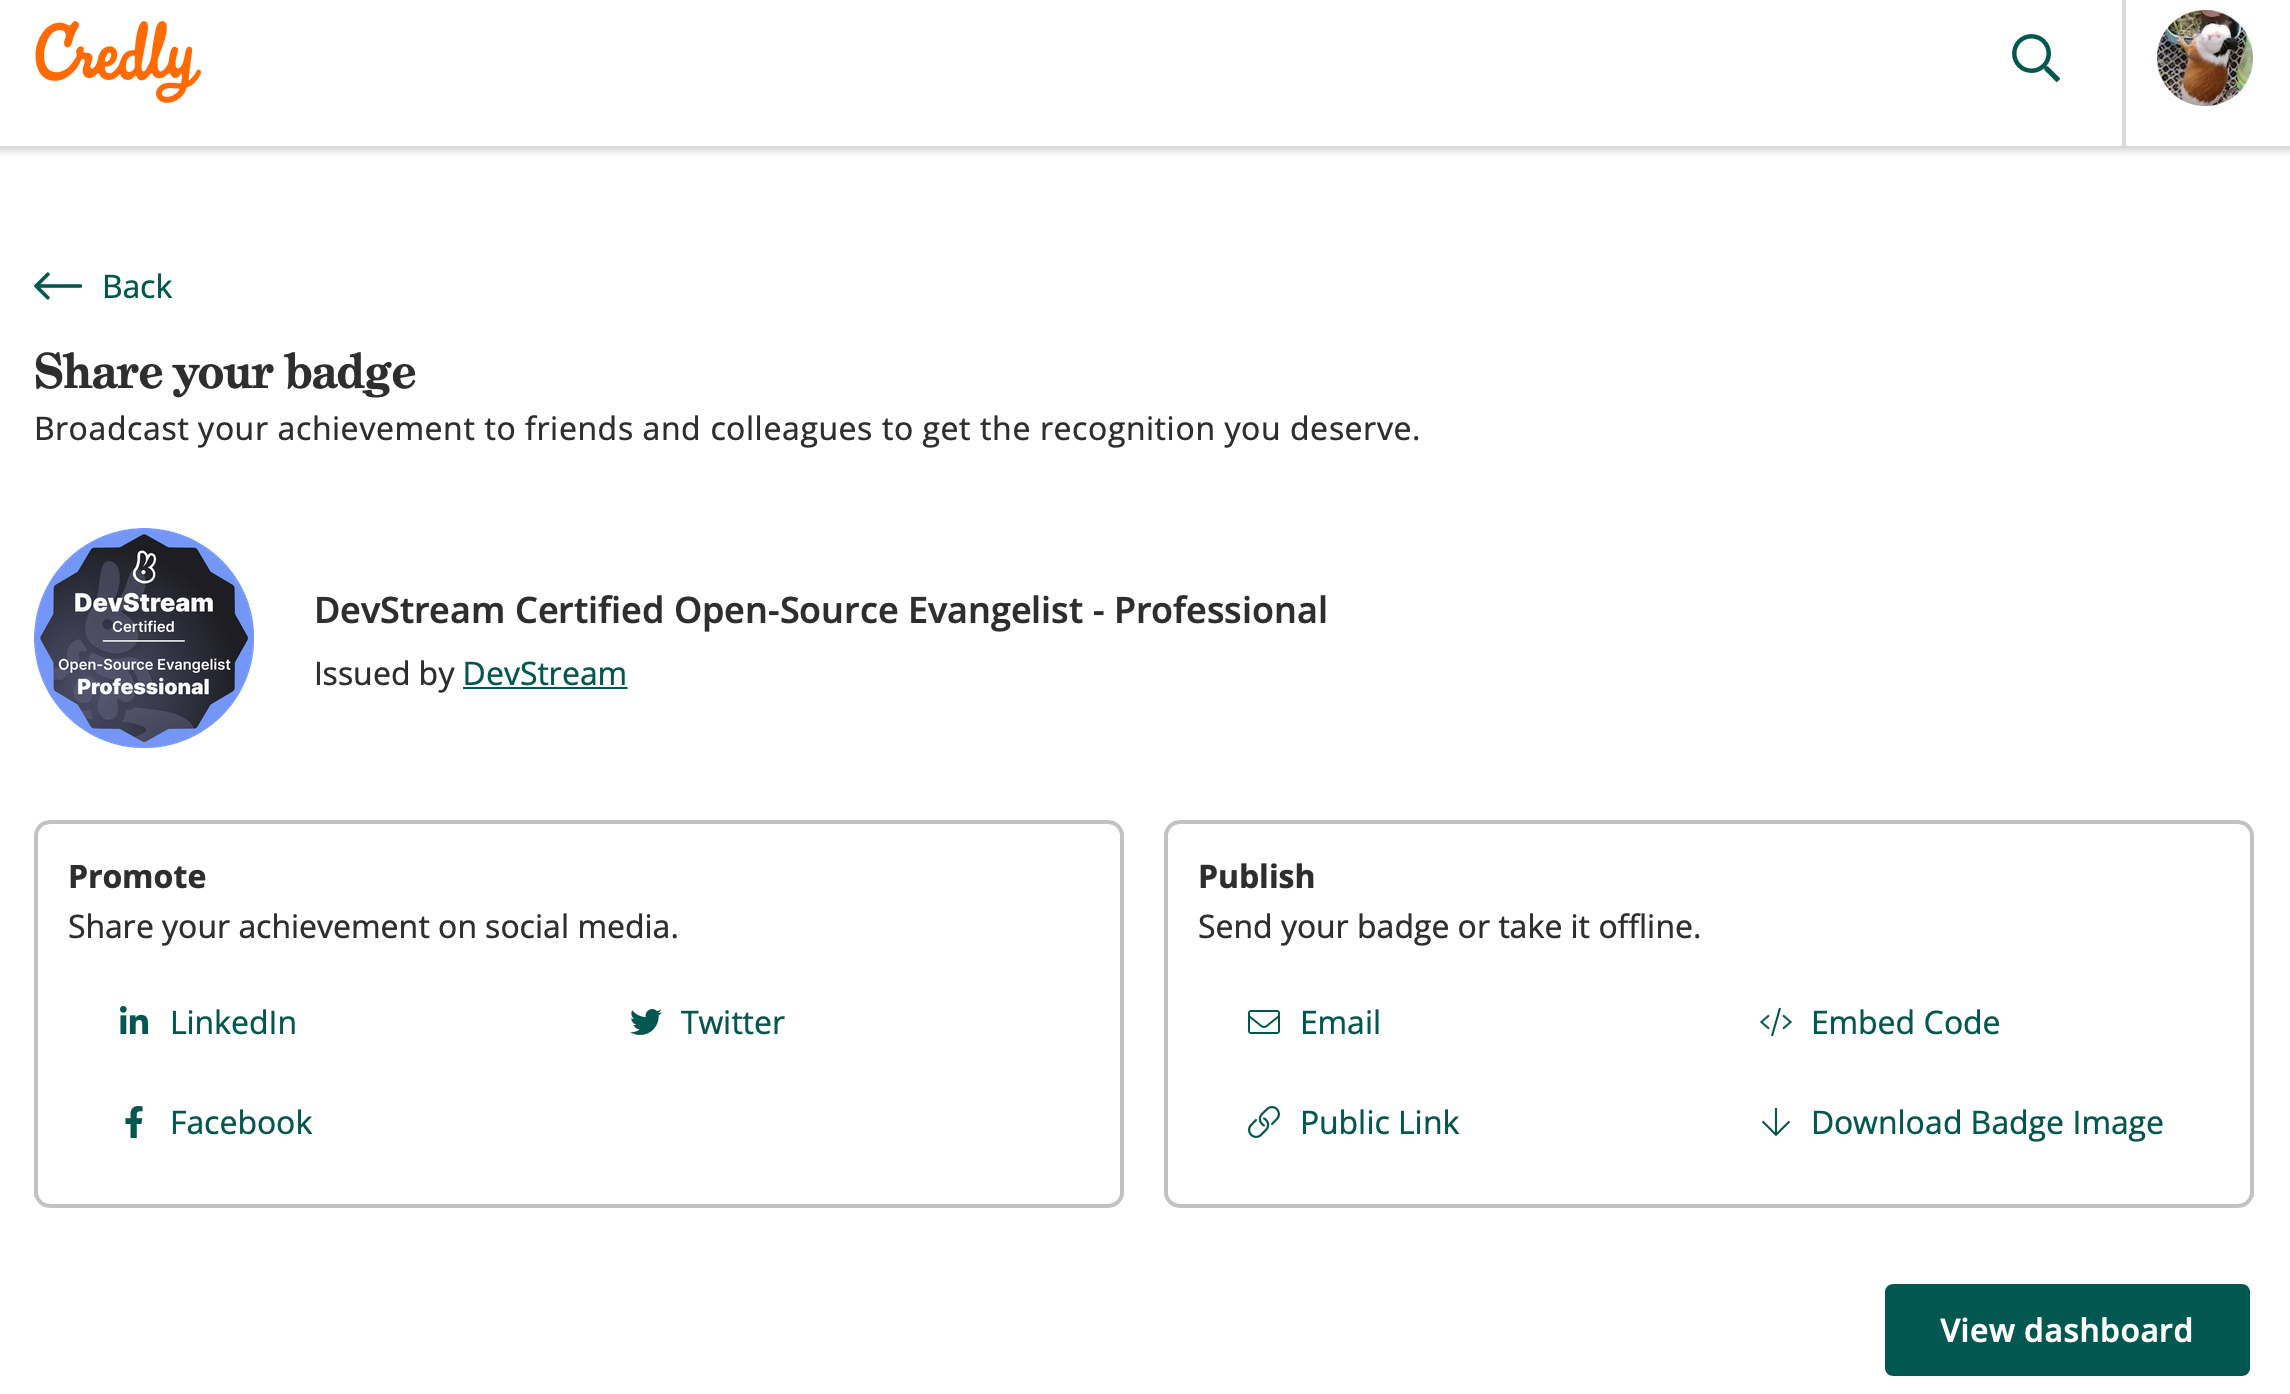 Credly
Back
Share your badge
Broadcast your achievement to friends and colleagues to get the recognition you deserve.
DevStream
Certified
Open-Source Evangelist
Professional
DevStream Certified Open-Source Evangelist - Professional
Issued by DevStream
Promote
Share your achievement on social media.
in LinkedIn
Twitter
f Facebook
Publish
Send your badge or take it offline.
Email
</> Embed Code
Public Link
Download Badge Image
View dashboard